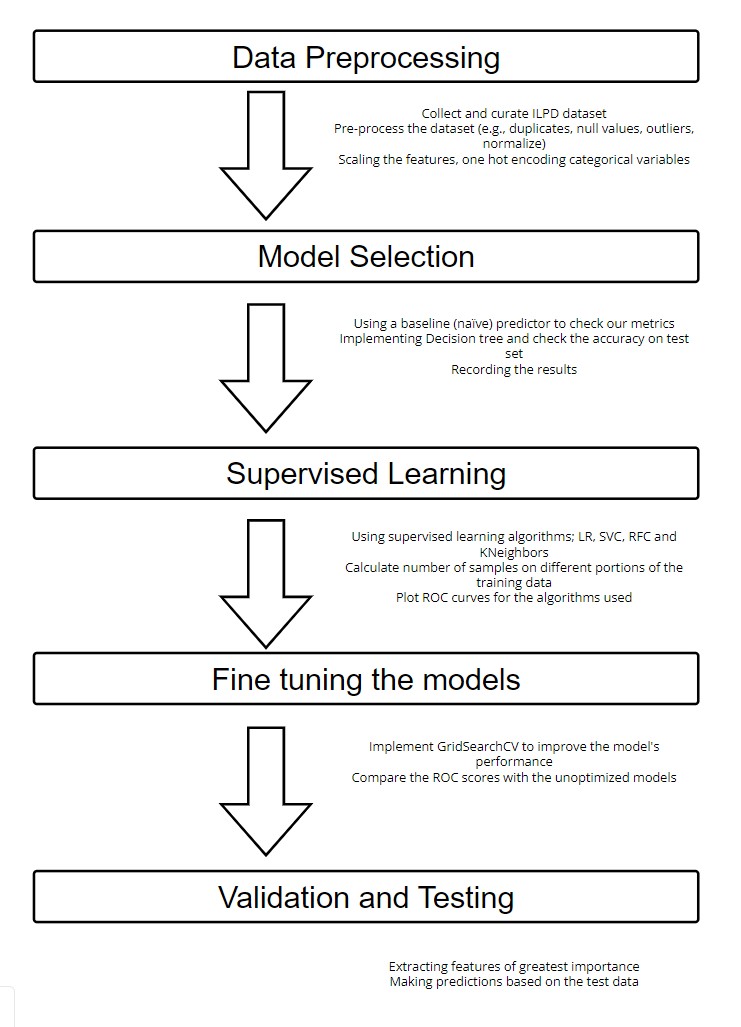 Data Preprocessing
Collect and curate ILPD dataset
Pre-process the dataset (e.g., duplicates, null values, outliers,
normalize)
Scaling the features, one hot encoding categorical variables
Model Selection
Using a baseline (naïve) predictor to check our metrics
Implementing Decision tree and check the accuracy on test
set
Recording the results
Supervised Learning
Using supervised learning algorithms; LR, SVC, RFC and
KNeighbors
Calculate number of samples on different portions of the
training data
Plot ROC curves for the algorithms used
Fine tuning the models
Implement GridSearchCV to improve the model's
performance
Compare the ROC scores with the unoptimized models
Validation and Testing
Extracting features of greatest importance
Making predictions based on the test data